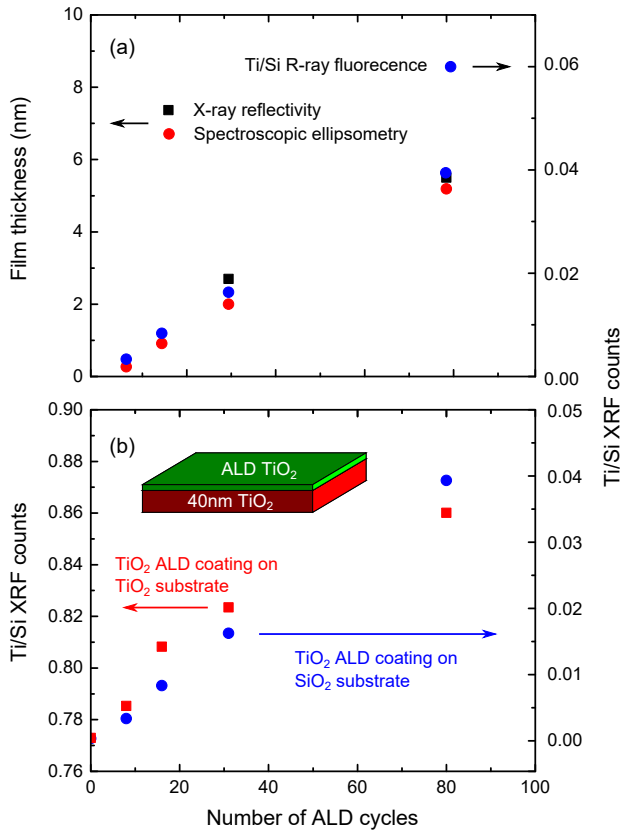 (a)
Ti/Si R-ray fluorecence
X-ray reflectivity
Spectroscopic ellipsometry
Film thickness (nm)
10
8
6
4
2
0
0.06
0.04
0.02
0.00
Ti/Si XRF counts
(b)
ALD TiO₂
40nm TiO₂
TiO₂ ALD coating on
TiO₂ substrate
TiO₂ ALD coating on
SiO₂ substrate
Ti/Si XRF counts
0.90
0.88
0.86
0.84
0.82
0.80
0.78
0.76
0.05
0.04
0.03
0.02
0.01
0.00
0
20
40
60
80
100
Number of ALD cycles